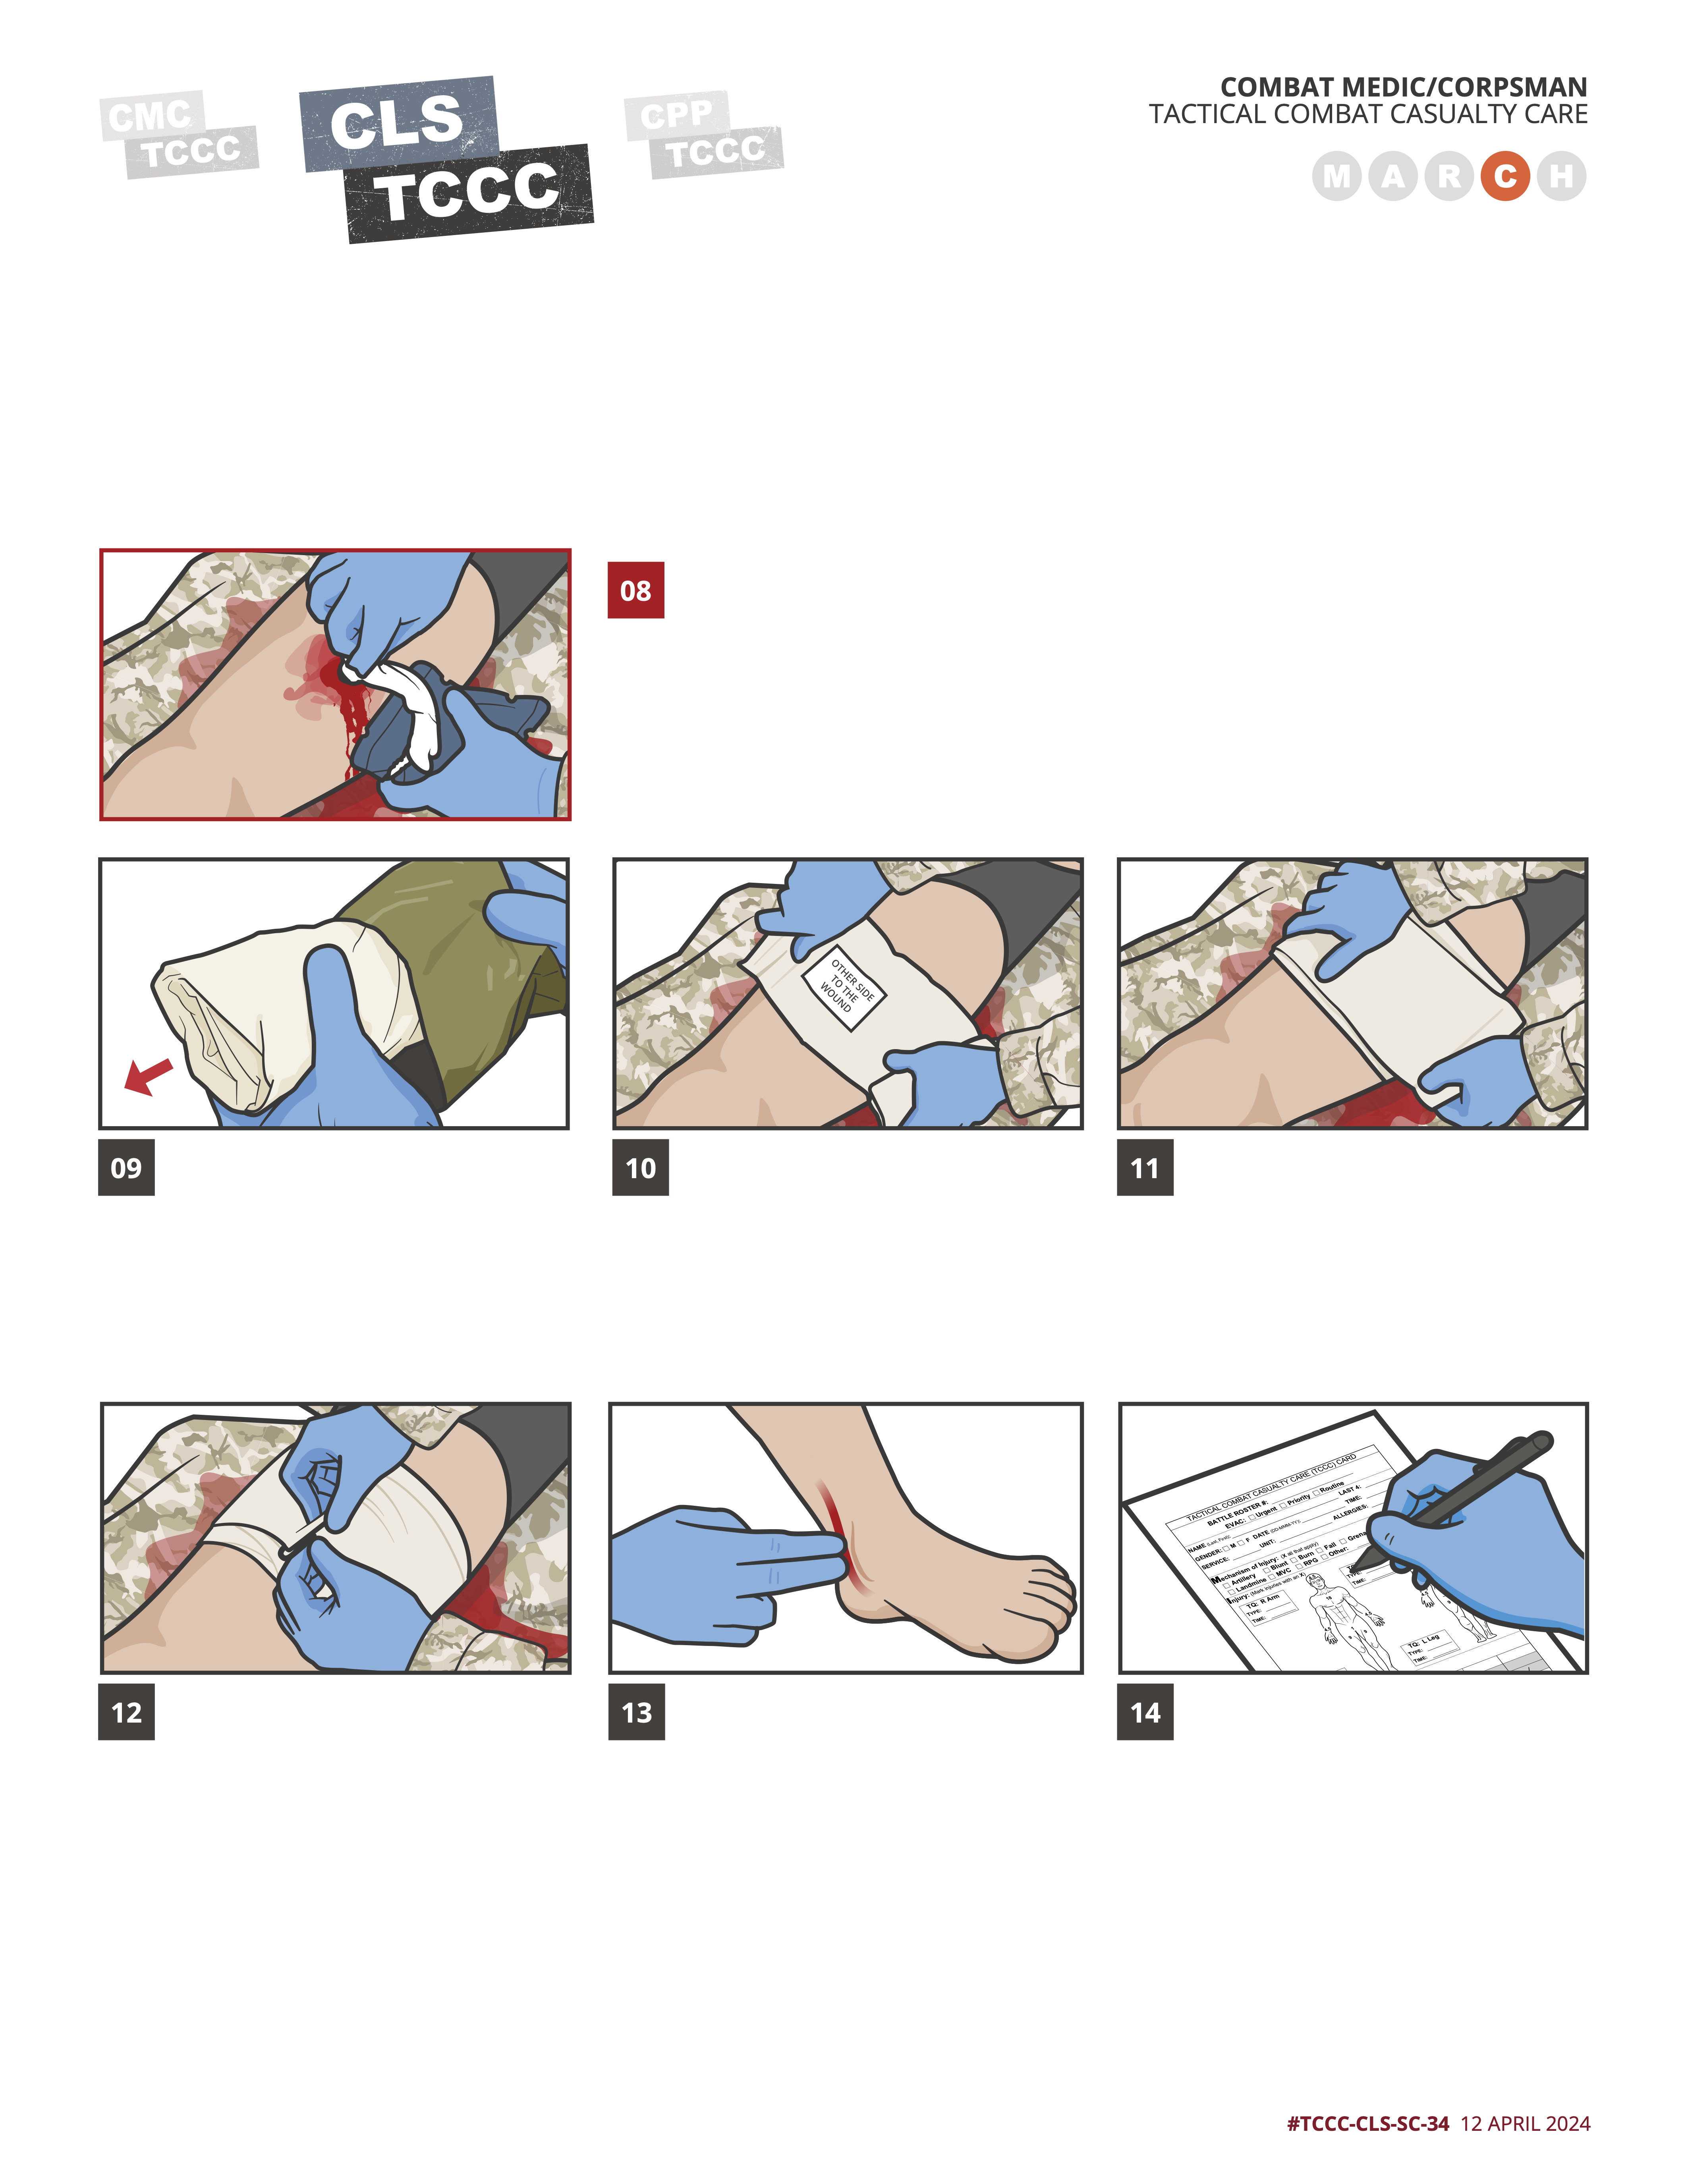 CMC
TCCC
CLS
TCCC
CPP
TCCC
COMBAT MEDIC/CORPSMAN
TACTICAL COMBAT CASUALTY CARE
M A R C H
08
OTHER SIDE
TO THE
WOUND
09
10
11
TACTICAL COMBAT CASUALTY CARE (TCCC) CARD
BATTLE ROSTER #:
EVAC: Urgent Priority Routine
NAME (Last, First): LAST 4:
GENDER: M F DATE (DD-MMM-YY): TIME:
SERVICE: UNIT: ALLERGIES:
Mechanism of Injury: (X all that apply)
Artillery Blunt Burn Fall
Landmine MVC RPG Other:
Injury: (Mark injuries with an X)
TQ: R Arm
TYPE:
TIME:
TYPE:
TIME:
TQ: L Leg
TYPE:
TIME:
12
13
14
#TCCC-CLS-SC-34 12 APRIL 2024